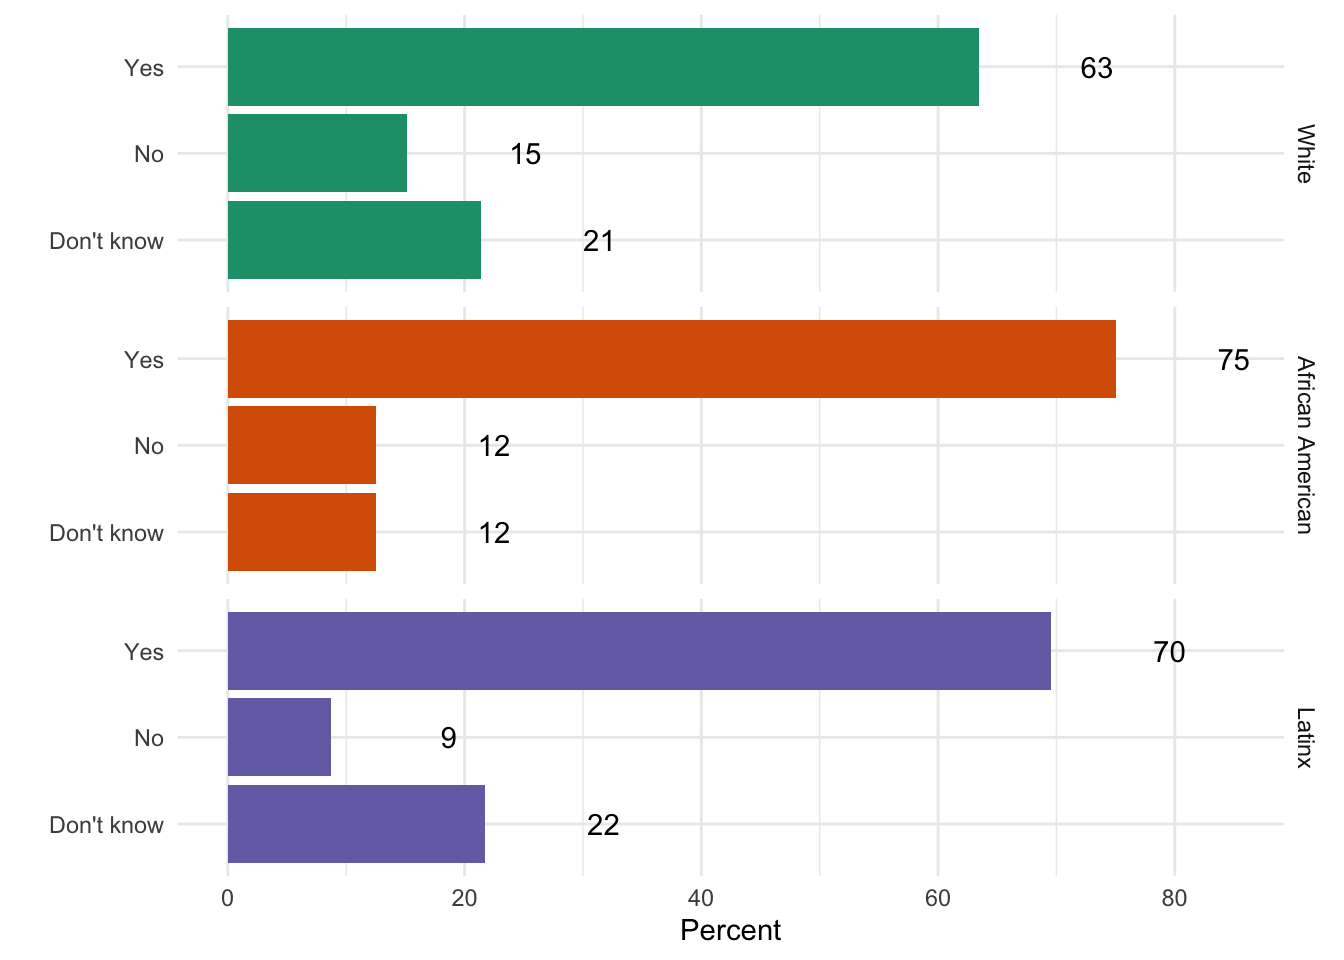 Yes 63
No 15
Don't know 21
White
Yes 75
No 12
Don't know 12
African American
Yes 70
No 9
Don't know 22
Latinx
0 20 40 60 80
Percent